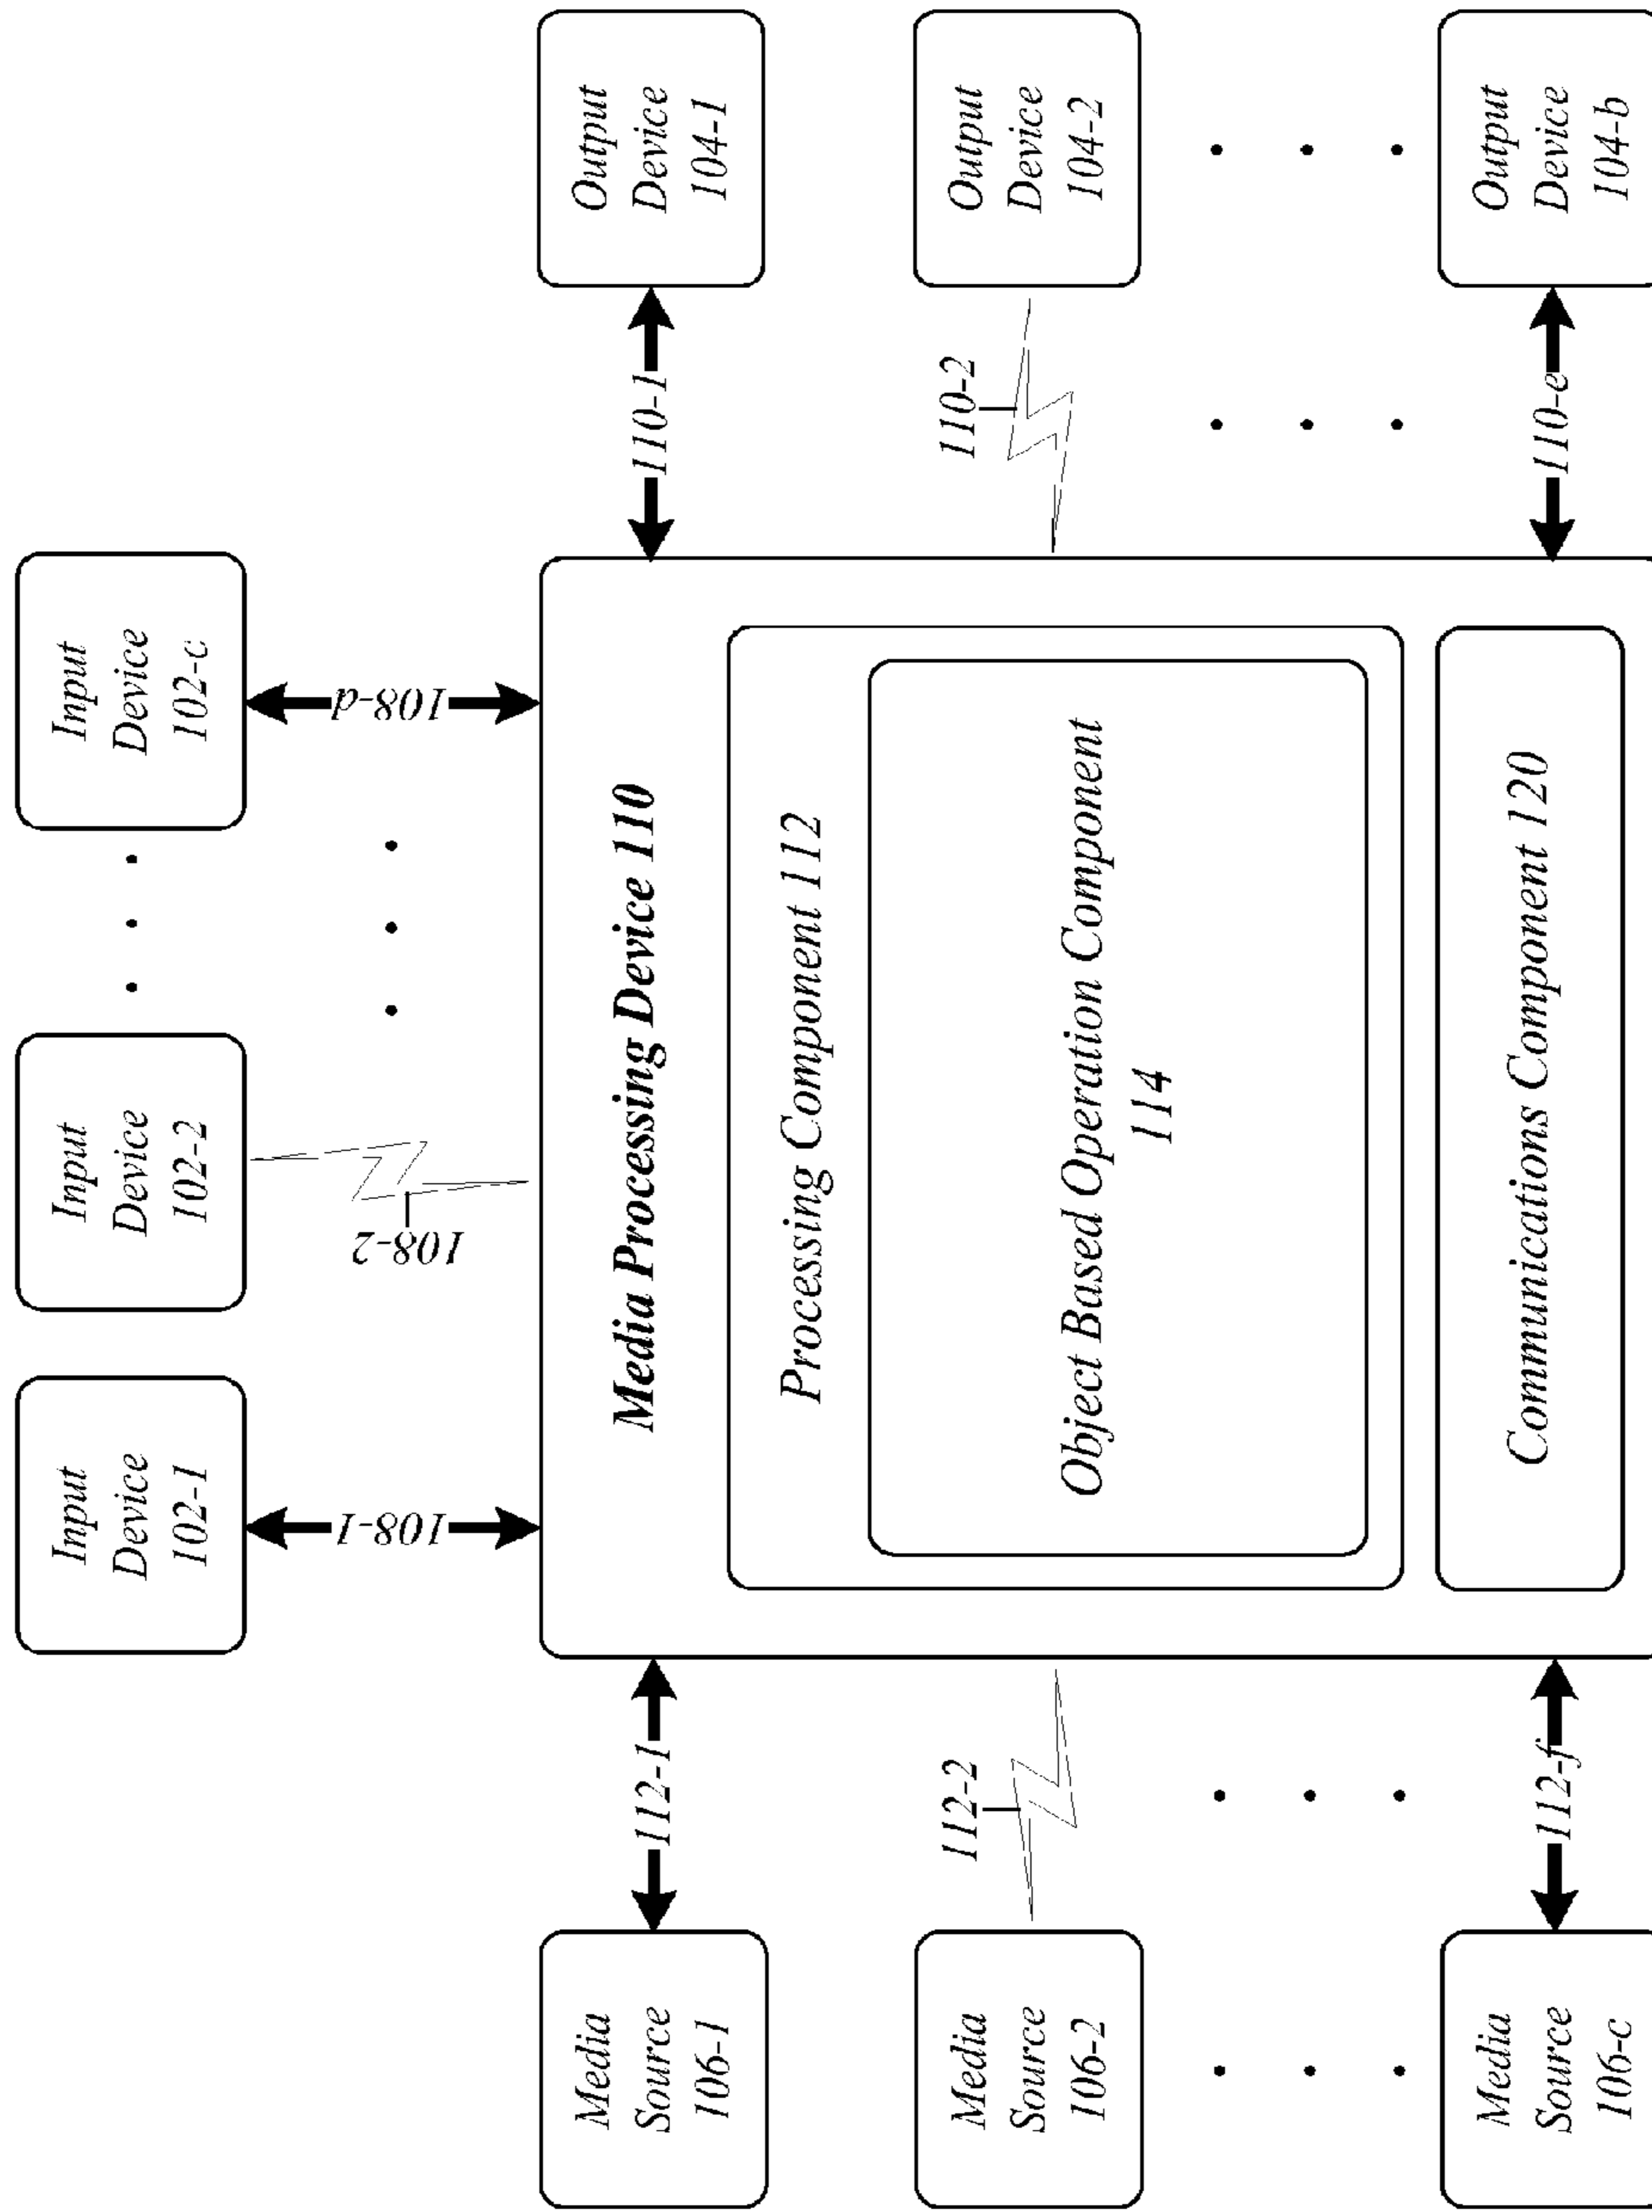 Input
Device
102-1
Input
Device
102-2
Input
Device
102-c
108-1
108-2
108-d
Media Processing Device 110
Processing Component 112
Object Based Operation Component
114
Communications Component 120
Media
Source
106-1
112-1
Media
Source
106-2
112-2
Media
Source
106-c
112-f
110-1
Output
Device
104-1
110-2
Output
Device
104-2
110-e
Output
Device
104-b